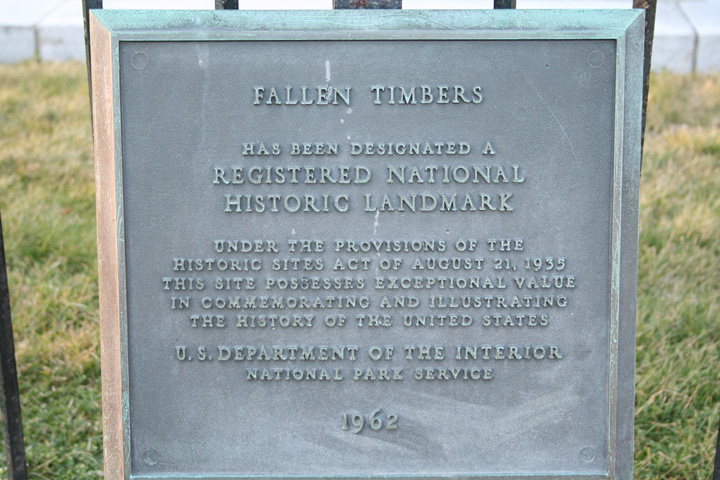 FALLEN TIMBERS
HAS BEEN DESIGNATED A
REGISTERED NATIONAL
HISTORIC LANDMARK
UNDER THE PROVISIONS OF THE
HISTORIC SITES ACT OF AUGUST 21, 1935
THIS SITE POSSESSES EXCEPTIONAL VALUE
IN COMMEMORATING AND ILLUSTRATING
THE HISTORY OF THE UNITED STATES
U.S. DEPARTMENT OF THE INTERIOR
NATIONAL PARK SERVICE
1962